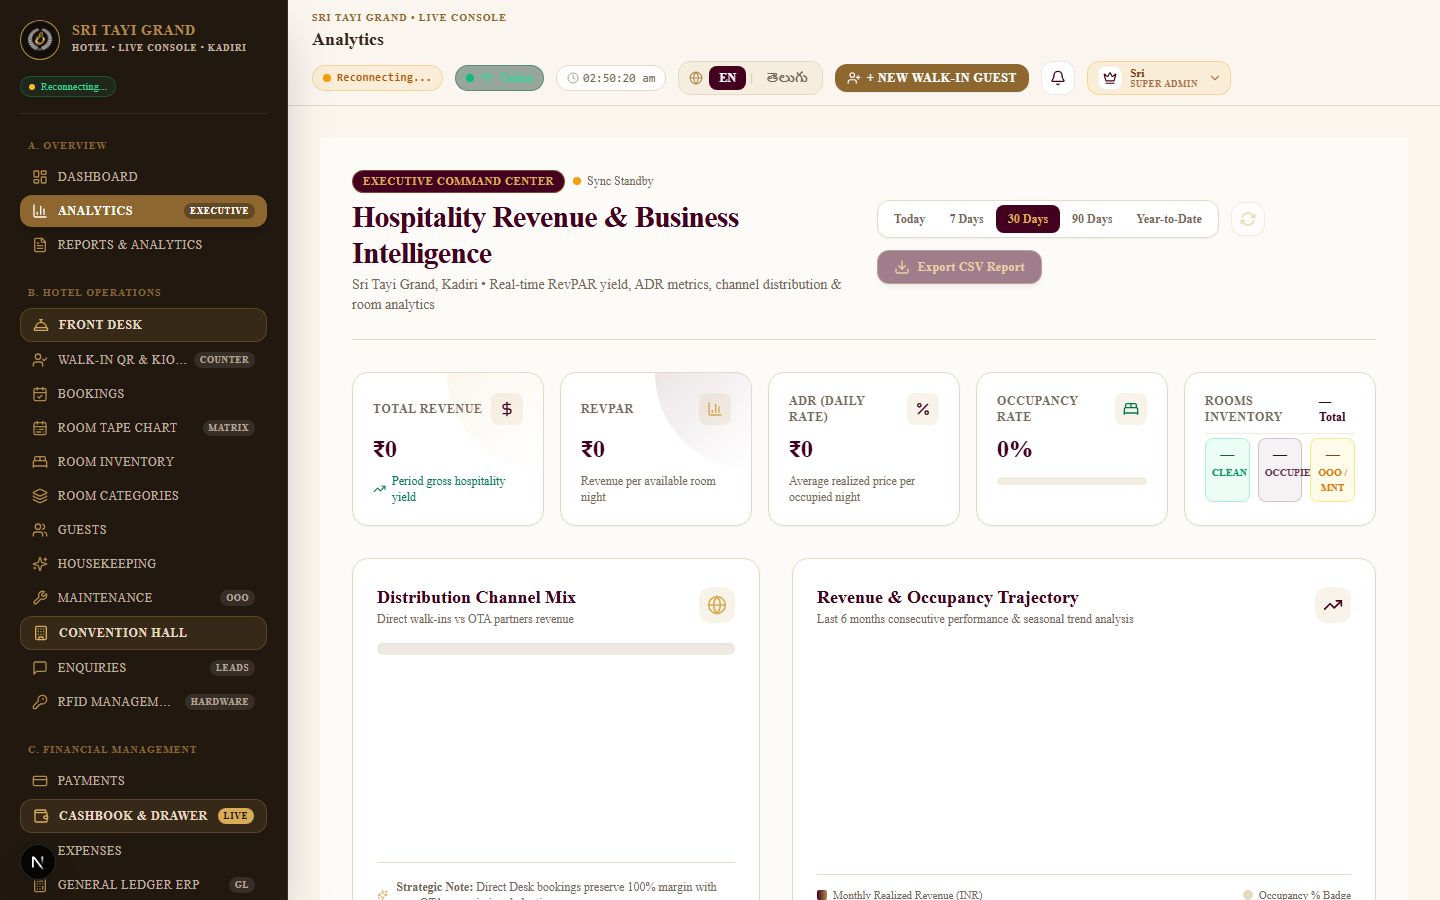 SRI TAYI GRAND
HOTEL • LIVE CONSOLE • KADIRI
Reconnecting...
A. OVERVIEW
DASHBOARD
ANALYTICS
EXECUTIVE
REPORTS & ANALYTICS
B. HOTEL OPERATIONS
FRONT DESK
WALK-IN QR & KIO...
COUNTER
BOOKINGS
ROOM TAPE CHART
MATRIX
ROOM INVENTORY
ROOM CATEGORIES
GUESTS
HOUSEKEEPING
MAINTENANCE
OOO
CONVENTION HALL
ENQUIRIES
LEADS
RFID MANAGEM...
HARDWARE
C. FINANCIAL MANAGEMENT
PAYMENTS
CASHBOOK & DRAWER
LIVE
EXPENSES
GENERAL LEDGER ERP
GL
N
SRI TAYI GRAND • LIVE CONSOLE
Analytics
Reconnecting...
02:50:20 am
EN
తెలుగు
+ NEW WALK-IN GUEST
Sri
SUPER ADMIN
EXECUTIVE COMMAND CENTER
Sync Standby
Hospitality Revenue & Business
Intelligence
Sri Tayi Grand, Kadiri • Real-time RevPAR yield, ADR metrics, channel distribution &
room analytics
Today
7 Days
30 Days
90 Days
Year-to-Date
Export CSV Report
TOTAL REVENUE
$
₹0
Period gross hospitality
yield
REVPAR
₹0
Revenue per available room
night
ADR (DAILY
RATE)
%
₹0
Average realized price per
occupied night
OCCUPANCY
RATE
0%
ROOMS
INVENTORY
—
Total
—
CLEAN
—
OCCUPIE
—
OOO /
MNT
Distribution Channel Mix
Direct walk-ins vs OTA partners revenue
Strategic Note: Direct Desk bookings preserve 100% margin with
Revenue & Occupancy Trajectory
Last 6 months consecutive performance & seasonal trend analysis
Monthly Realized Revenue (INR)
Occupancy % Badge